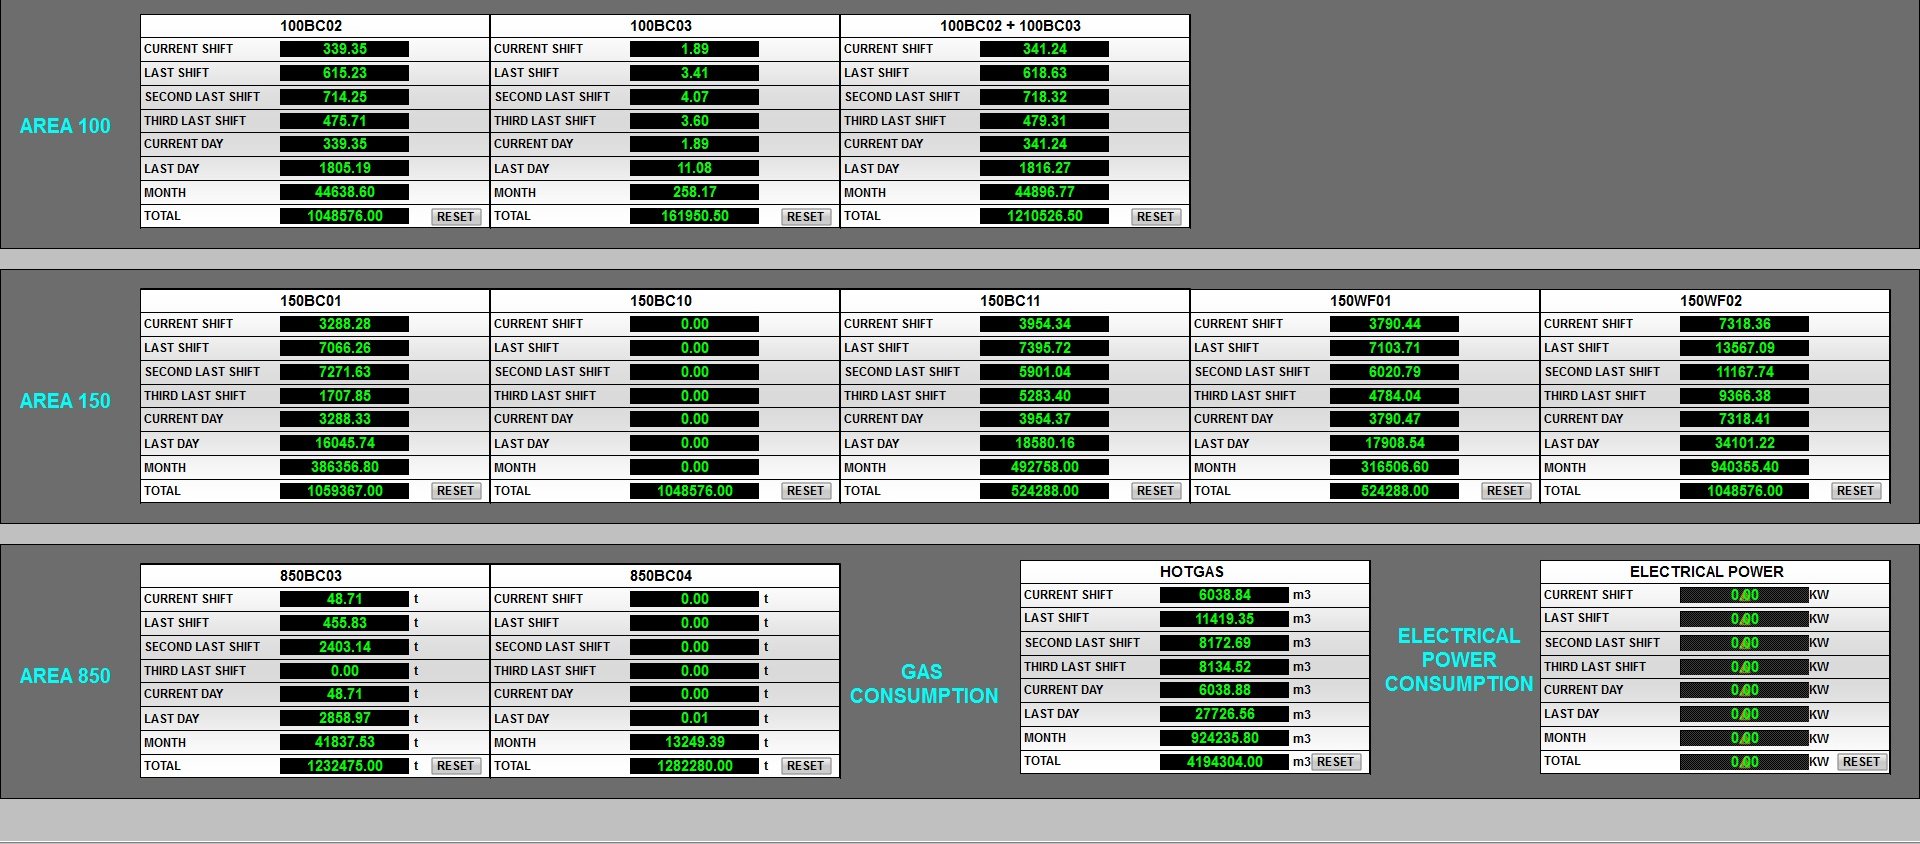 100BC02 100BC03 100BC02 + 100BC03
CURRENT SHIFT 339.35 CURRENT SHIFT 1.89 CURRENT SHIFT 341.24
LAST SHIFT 615.23 LAST SHIFT 3.41 LAST SHIFT 618.63
SECOND LAST SHIFT 714.25 SECOND LAST SHIFT 4.07 SECOND LAST SHIFT 718.32
AREA 100
THIRD LAST SHIFT 475.71 THIRD LAST SHIFT 3.60 THIRD LAST SHIFT 479.31
CURRENT DAY 339.35 CURRENT DAY 1.89 CURRENT DAY 341.24
LAST DAY 1805.19 LAST DAY 11.08 LAST DAY 1816.27
MONTH 44638.60 MONTH 258.17 MONTH 44896.77
TOTAL 1048576.00 RESET TOTAL 161950.50 RESET TOTAL 1210526.50 RESET
150BC01 150BC10 150BC11 150WF01 150WF02
CURRENT SHIFT 3288.28 CURRENT SHIFT 0.00 CURRENT SHIFT 3954.34 CURRENT SHIFT 3790.44 CURRENT SHIFT 7318.36
LAST SHIFT 7066.26 LAST SHIFT 0.00 LAST SHIFT 7395.72 LAST SHIFT 7103.71 LAST SHIFT 13567.09
SECOND LAST SHIFT 7271.63 SECOND LAST SHIFT 0.00 SECOND LAST SHIFT 5901.04 SECOND LAST SHIFT 6020.79 SECOND LAST SHIFT 11167.74
AREA 150
THIRD LAST SHIFT 1707.85 THIRD LAST SHIFT 0.00 THIRD LAST SHIFT 5283.40 THIRD LAST SHIFT 4784.04 THIRD LAST SHIFT 9366.38
CURRENT DAY 3288.33 CURRENT DAY 0.00 CURRENT DAY 3954.37 CURRENT DAY 3790.47 CURRENT DAY 7318.41
LAST DAY 16045.74 LAST DAY 0.00 LAST DAY 18580.16 LAST DAY 17908.54 LAST DAY 34101.22
MONTH 386356.80 MONTH 0.00 MONTH 492758.00 MONTH 316506.60 MONTH 940355.40
TOTAL 1059367.00 RESET TOTAL 1048576.00 RESET TOTAL 524288.00 RESET TOTAL 524288.00 RESET TOTAL 1048576.00 RESET
850BC03 850BC04
CURRENT SHIFT 48.71 t CURRENT SHIFT 0.00 t
LAST SHIFT 455.83 t LAST SHIFT 0.00 t
SECOND LAST SHIFT 2403.14 t SECOND LAST SHIFT 0.00 t
AREA 850
THIRD LAST SHIFT 0.00 t THIRD LAST SHIFT 0.00 t
CURRENT DAY 48.71 t CURRENT DAY 0.00 t
LAST DAY 2858.97 t LAST DAY 0.01 t
MONTH 41837.53 t MONTH 13249.39 t
TOTAL 1232475.00 t RESET TOTAL 1282280.00 t RESET
GAS
CONSUMPTION
HOTGAS
CURRENT SHIFT 6038.84 m3
LAST SHIFT 11419.35 m3
SECOND LAST SHIFT 8172.69 m3
THIRD LAST SHIFT 8134.52 m3
CURRENT DAY 6038.88 m3
LAST DAY 27726.56 m3
MONTH 924235.80 m3
TOTAL 4194304.00 m3 RESET
ELECTRICAL
POWER
CONSUMPTION
ELECTRICAL POWER
CURRENT SHIFT 0.00 KW
LAST SHIFT 0.00 KW
SECOND LAST SHIFT 0.00 KW
THIRD LAST SHIFT 0.00 KW
CURRENT DAY 0.00 KW
LAST DAY 0.00 KW
MONTH 0.00 KW
TOTAL 0.00 KW RESET